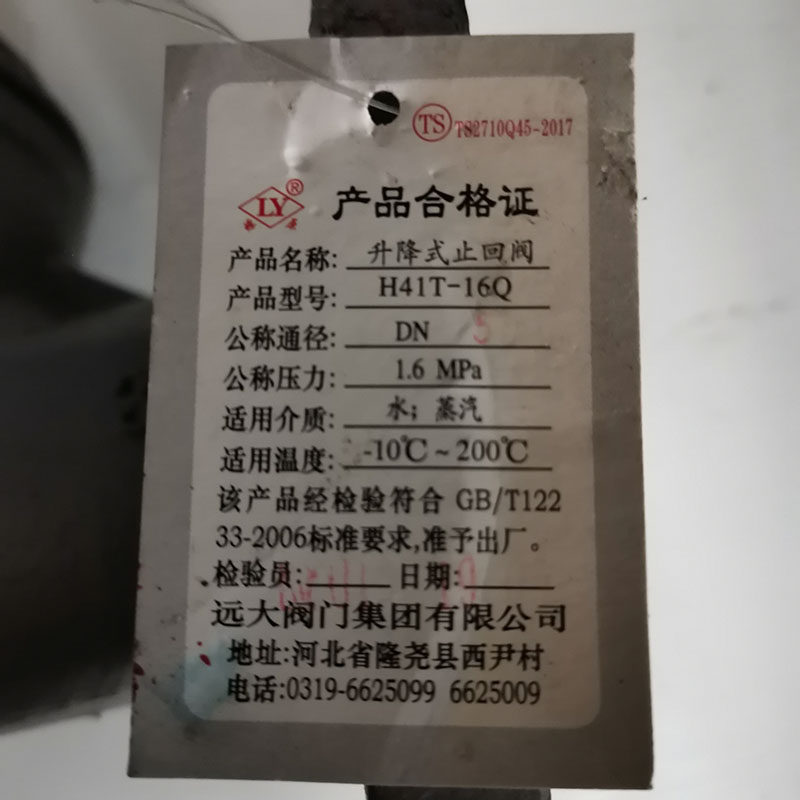 TS TS2710Q45-2017
LY ® 产品合格证
产品名称: 升降式止回阀
产品型号: H41T-16Q
公称通径: DN 5
公称压力: 1.6 MPa
适用介质: 水; 蒸汽
适用温度: -10℃~200℃
该产品经检验符合 GB/T122
33-2006标准要求,准予出厂。
检验员: 日期:
远大阀门集团有限公司
地址:河北省隆尧县西尹村
电话:0319-6625099 6625009